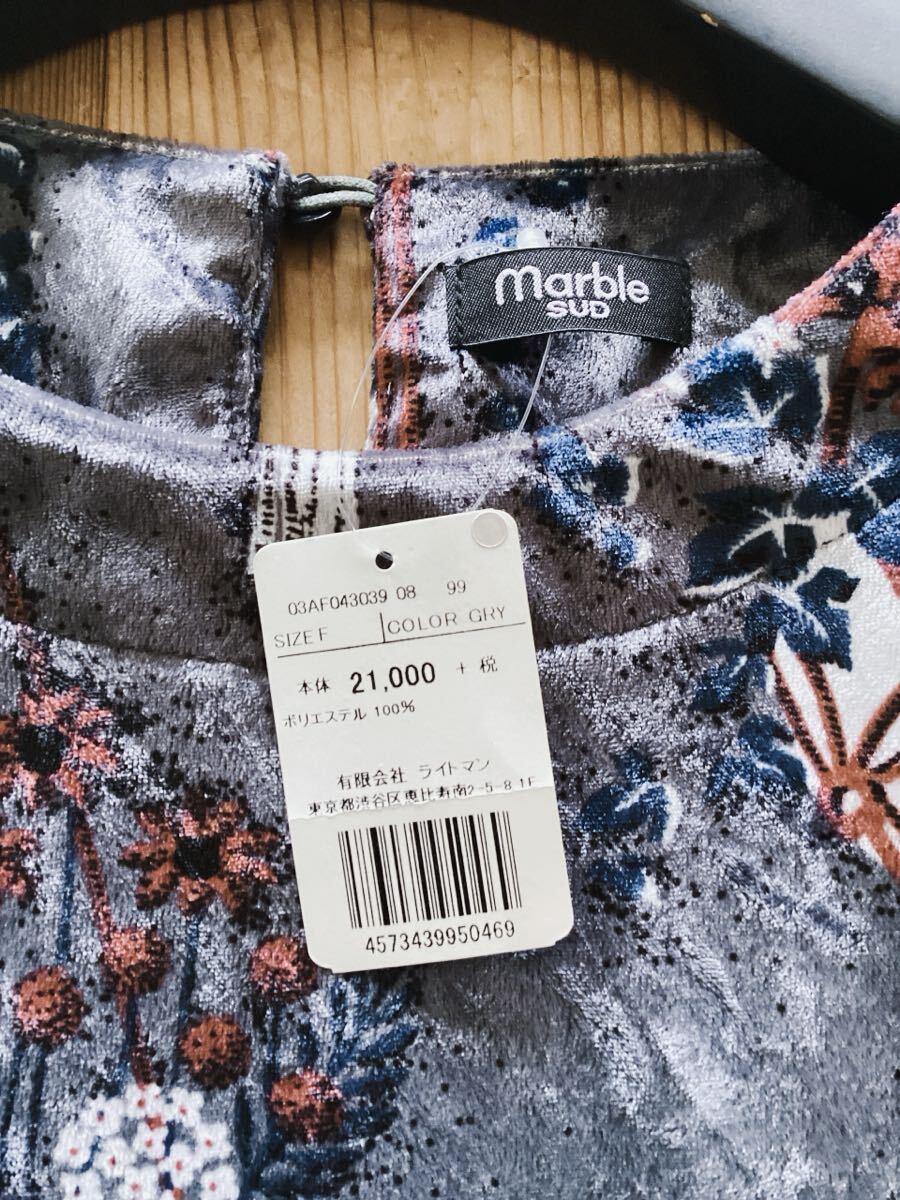 marble
SUD
03AF043039 08 99
SIZE F COLOR GRY
本体 21,000 + 税
ポリエステル 100%
有限会社 ライトマン
東京都渋谷区恵比寿南2-5-8 1F
4573439950469